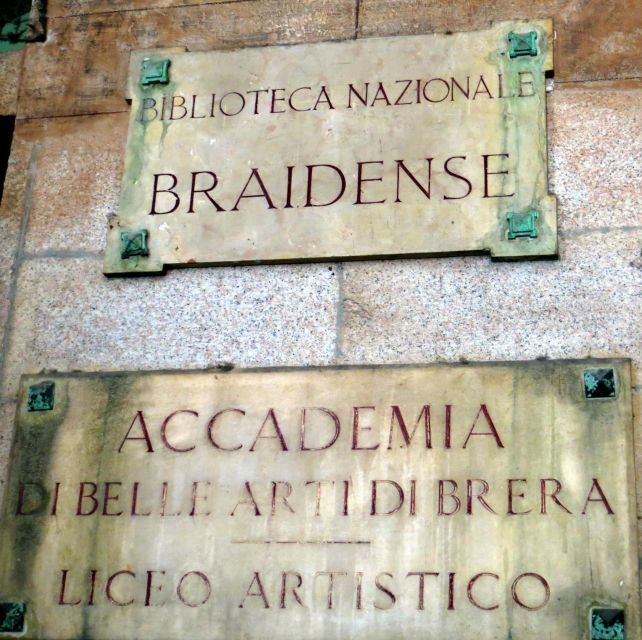 BIBLIOTECA NAZIONALE
BRAIDENSE
ACCADEMIA
DI BELLE ARTI DI BRERA
LICEO ARTISTICO